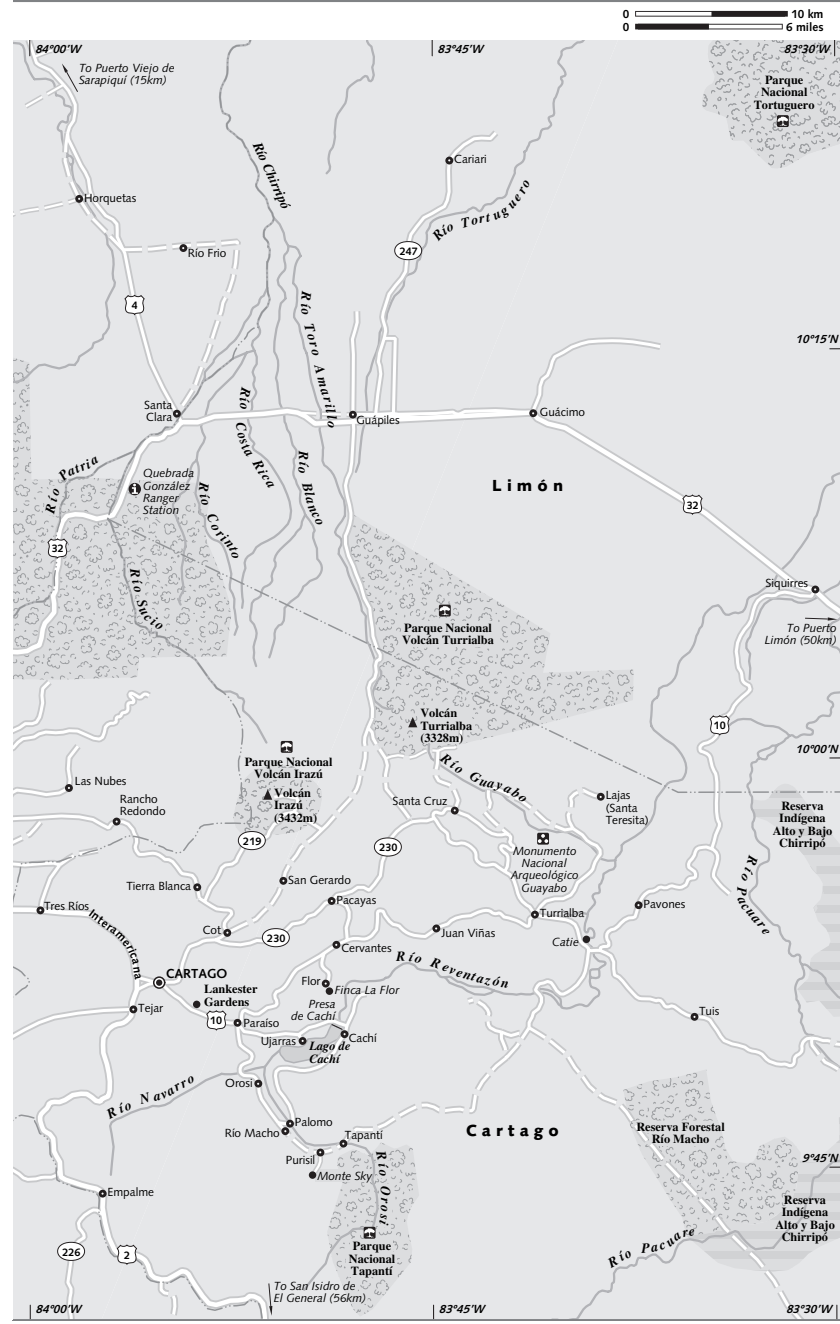 0 10 km
0 6 miles
84°00'W
83°45'W
83°30'W
To Puerto Viejo de
Sarapiquí (15km)
Parque
Nacional
Tortuguero
Río Chirripó
Cariari
Horquetas
Río Tortuguero
Río Frio
247
4
Río Toro Amarillo
10°15'N
Santa
Clara
Guápiles
Guácimo
Río Costa Rica
Río Patria
Quebrada
González
Ranger
Station
Río Blanco
Río Corinto
Limón
32
32
Río Sucio
Siquirres
Parque Nacional
Volcán Turrialba
To Puerto
Limón (50km)
Volcán
Turrialba
(3328m)
10
10°00'N
Parque Nacional
Volcán Irazú
Río Guayabo
Las Nubes
Volcán
Irazú
(3432m)
Rancho
Redondo
Santa Cruz
Lajas
(Santa
Teresita)
Reserva
Indígena
Alto y Bajo
Chirripó
219
230
Monumento
Nacional
Arqueológico
Guayabo
Río Pacuare
Tierra Blanca
San Gerardo
Pacayas
Tres Ríos
Interamericana
Turrialba
Pavones
Cot
230
Juan Viñas
Catie
Cervantes
Río Reventazón
CARTAGO
Flor
Finca La Flor
Lankester
Gardens
Presa
de Cachí
Tejar
10
Paraíso
Tuis
Ujarras
Lago de
Cachí
Cachí
Orosi
Río Navarro
Palomo
Río Macho
Tapantí
Cartago
Reserva Forestal
Río Macho
Purisil
9°45'N
Monte Sky
Río Orosi
Empalme
Reserva
Indígena
Alto y Bajo
Chirripó
226
2
Parque
Nacional
Tapantí
Río Pacuare
To San Isidro de
El General (56km)
84°00'W
83°45'W
83°30'W